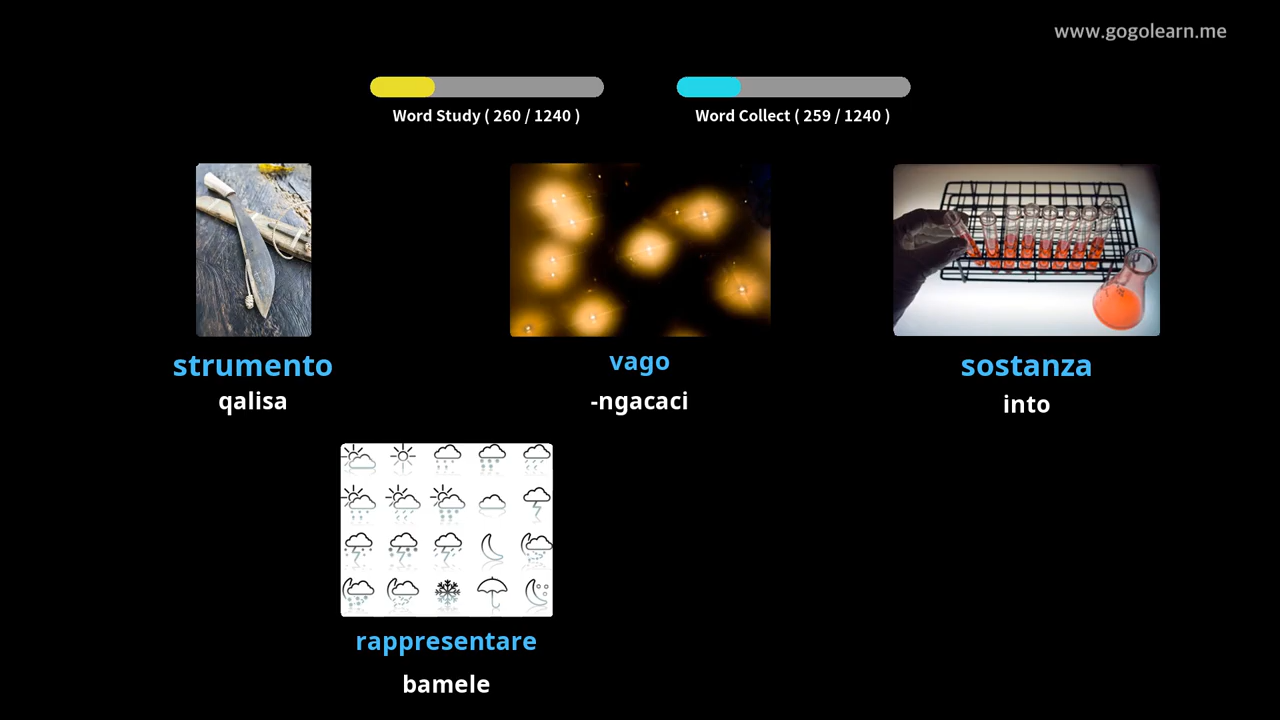 www.gogolearn.me
Word Study ( 260 / 1240 )
Word Collect ( 259 / 1240 )
strumento
qalisa
vago
-ngacaci
sostanza
into
rappresentare
bamele